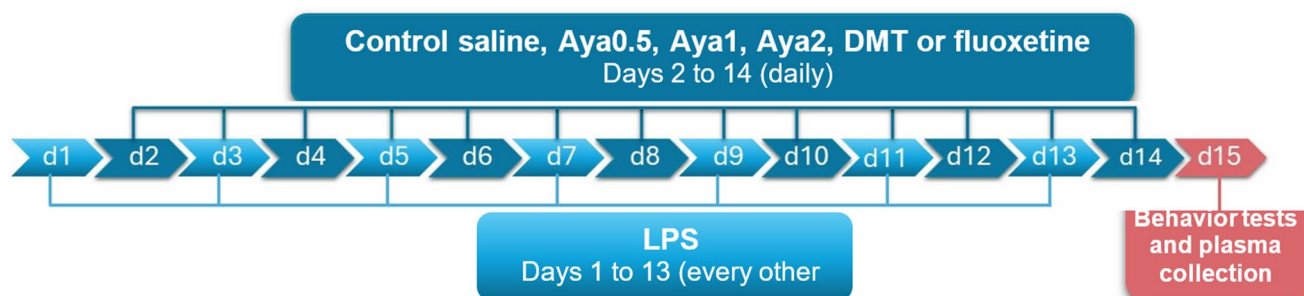 Control saline, Aya0.5, Aya1, Aya2, DMT or fluoxetine
Days 2 to 14 (daily)
d1 d2 d3 d4 d5 d6 d7 d8 d9 d10 d11 d12 d13 d14 d15
LPS
Days 1 to 13 (every other
Behavior tests
and plasma
collection